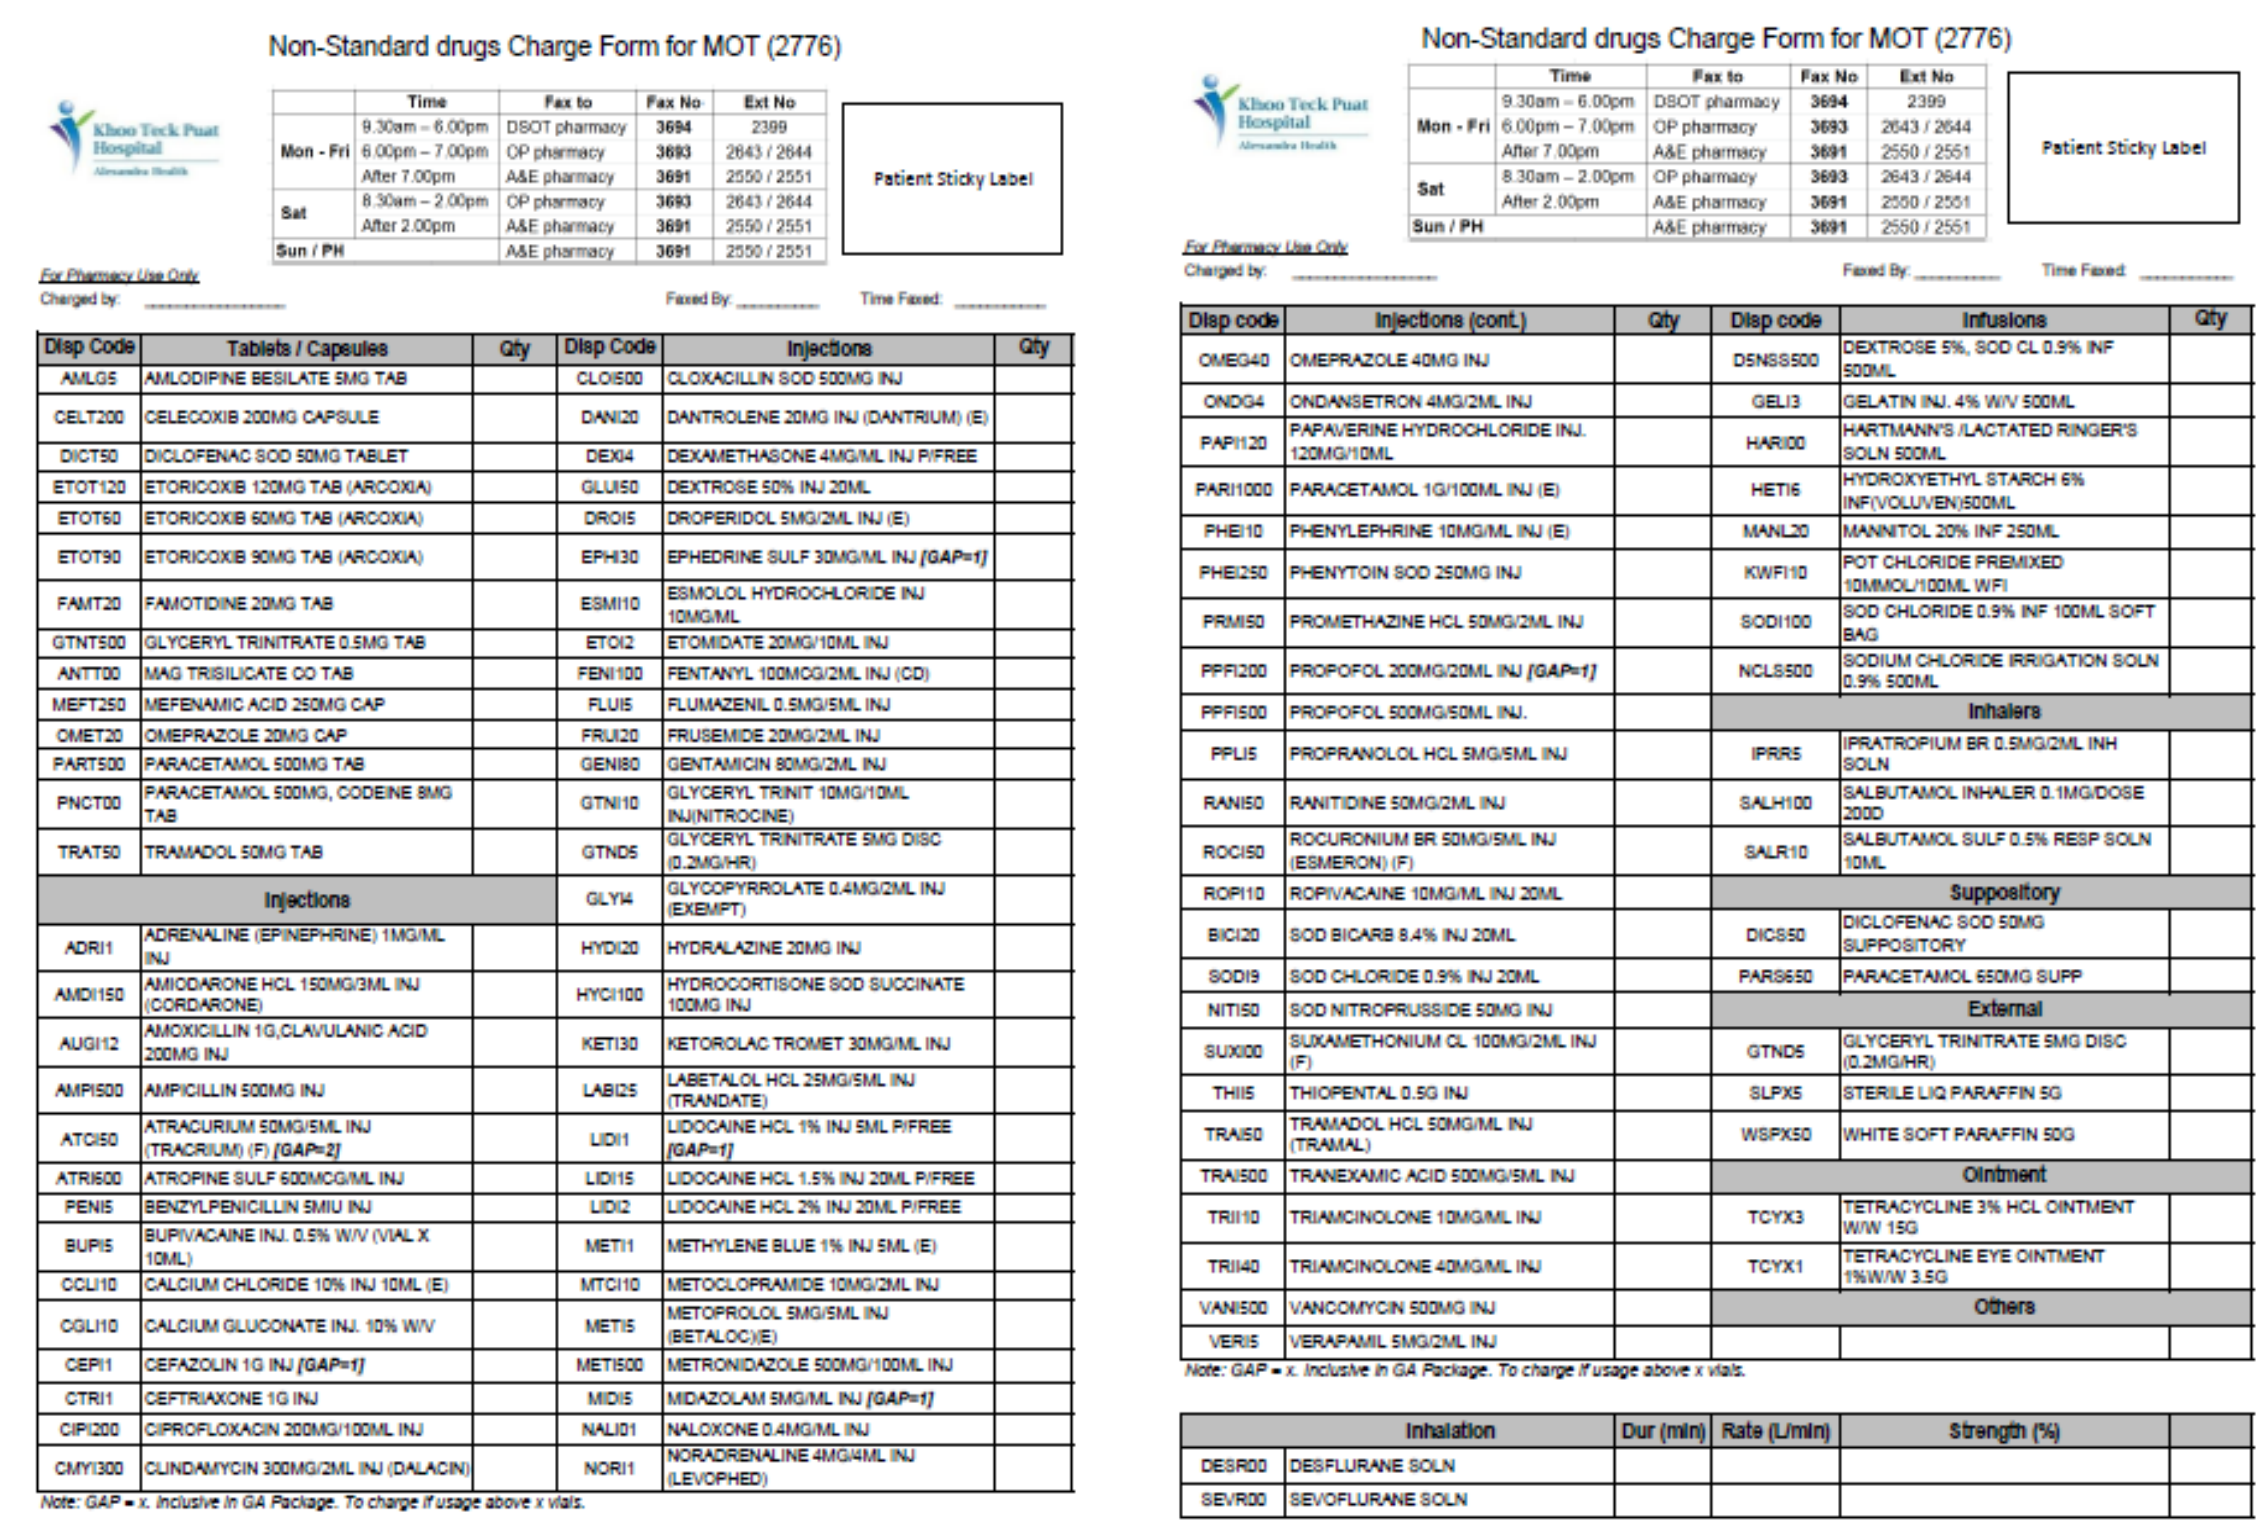 Non-Standard drugs Charge Form for MOT (2776)
Khoo Teck Puat
Hospital
Alexandra Health
Time Fax to Fax No Ext No
Mon - Fri 9.30am – 6.00pm DSOT pharmacy 3694 2399
6.00pm – 7.00pm OP pharmacy 3693 2643 / 2644
After 7.00pm A&E pharmacy 3691 2550 / 2551
Sat 8.30am – 2.00pm OP pharmacy 3693 2643 / 2644
After 2.00pm A&E pharmacy 3691 2550 / 2551
Sun / PH A&E pharmacy 3691 2550 / 2551
Patient Sticky Label
For Pharmacy Use Only
Charged by: Faxed By: Time Faxed:
Disp Code Tablets / Capsules Qty Disp Code Injections Qty
AMLG5 AMLODIPINE BESILATE 5MG TAB CLOI500 CLOXACILLIN SOD 500MG INJ
CELT200 CELECOXIB 200MG CAPSULE DANI20 DANTROLENE 20MG INJ (DANTRIUM) (E)
DICT50 DICLOFENAC SOD 50MG TABLET DEXI4 DEXAMETHASONE 4MG/ML INJ P/FREE
ETOT120 ETORICOXIB 120MG TAB (ARCOXIA) GLUI50 DEXTROSE 50% INJ 20ML
ETOT60 ETORICOXIB 60MG TAB (ARCOXIA) DROI5 DROPERIDOL 5MG/2ML INJ (E)
ETOT90 ETORICOXIB 90MG TAB (ARCOXIA) EPHI30 EPHEDRINE SULF 30MG/ML INJ [GAP=1]
FAMT20 FAMOTIDINE 20MG TAB ESMI10 ESMOLOL HYDROCHLORIDE INJ
10MG/ML
GTNT500 GLYCERYL TRINITRATE 0.5MG TAB ETOI2 ETOMIDATE 20MG/10ML INJ
ANTT00 MAG TRISILICATE CO TAB FENI100 FENTANYL 100MCG/2ML INJ (CD)
MEFT250 MEFENAMIC ACID 250MG CAP FLUI5 FLUMAZENIL 0.5MG/5ML INJ
OMET20 OMEPRAZOLE 20MG CAP FRUI20 FRUSEMIDE 20MG/2ML INJ
PART500 PARACETAMOL 500MG TAB GENI80 GENTAMICIN 80MG/2ML INJ
PNCT00 PARACETAMOL 500MG, CODEINE 8MG
TAB GTNI10 GLYCERYL TRINIT 10MG/10ML
INJ(NITROCINE)
TRAT50 TRAMADOL 50MG TAB GTND5 GLYCERYL TRINITRATE 5MG DISC
(0.2MG/HR)
Injections GLYI4 GLYCOPYRROLATE 0.4MG/2ML INJ
(EXEMPT)
ADRI1 ADRENALINE (EPINEPHRINE) 1MG/ML
INJ HYDI20 HYDRALAZINE 20MG INJ
AMDI150 AMIODARONE HCL 150MG/3ML INJ
(CORDARONE) HYCI100 HYDROCORTISONE SOD SUCCINATE
100MG INJ
AUGI12 AMOXICILLIN 1G,CLAVULANIC ACID
200MG INJ KETI30 KETOROLAC TROMET 30MG/ML INJ
AMPI500 AMPICILLIN 500MG INJ LABI25 LABETALOL HCL 25MG/5ML INJ
(TRANDATE)
ATCI50 ATRACURIUM 50MG/5ML INJ
(TRACRIUM) (F) [GAP=2] LIDI1 LIDOCAINE HCL 1% INJ 5ML P/FREE
[GAP=1]
ATRI600 ATROPINE SULF 600MCG/ML INJ LIDI15 LIDOCAINE HCL 1.5% INJ 20ML P/FREE
PENI5 BENZYLPENICILLIN 5MIU INJ LIDI2 LIDOCAINE HCL 2% INJ 20ML P/FREE
BUPI5 BUPIVACAINE INJ. 0.5% W/V (VIAL X
10ML) METI1 METHYLENE BLUE 1% INJ 5ML (E)
CCLI10 CALCIUM CHLORIDE 10% INJ 10ML (E) MTCI10 METOCLOPRAMIDE 10MG/2ML INJ
CGLI10 CALCIUM GLUCONATE INJ. 10% W/V METI5 METOPROLOL 5MG/5ML INJ
(BETALOC)(E)
CEPI1 CEFAZOLIN 1G INJ [GAP=1] METI500 METRONIDAZOLE 500MG/100ML INJ
CTRI1 CEFTRIAXONE 1G INJ MIDI5 MIDAZOLAM 5MG/ML INJ [GAP=1]
CIPI200 CIPROFLOXACIN 200MG/100ML INJ NALI01 NALOXONE 0.4MG/ML INJ
CMYI300 CLINDAMYCIN 300MG/2ML INJ (DALACIN) NORI1 NORADRENALINE 4MG/4ML INJ
(LEVOPHED)
Note: GAP = x. Inclusive in GA Package. To charge if usage above x vials.
Non-Standard drugs Charge Form for MOT (2776)
Khoo Teck Puat
Hospital
Alexandra Health
Time Fax to Fax No Ext No
Mon - Fri 9.30am – 6.00pm DSOT pharmacy 3694 2399
6.00pm – 7.00pm OP pharmacy 3693 2643 / 2644
After 7.00pm A&E pharmacy 3691 2550 / 2551
Sat 8.30am – 2.00pm OP pharmacy 3693 2643 / 2644
After 2.00pm A&E pharmacy 3691 2550 / 2551
Sun / PH A&E pharmacy 3691 2550 / 2551
Patient Sticky Label
For Pharmacy Use Only
Charged by: Faxed By: Time Faxed:
Disp code Injections (cont.) Qty Disp code Infusions Qty
OMEG40 OMEPRAZOLE 40MG INJ D5NSS500 DEXTROSE 5%, SOD CL 0.9% INF
500ML
ONDG4 ONDANSETRON 4MG/2ML INJ GELI3 GELATIN INJ. 4% W/V 500ML
PAPI120 PAPAVERINE HYDROCHLORIDE INJ.
120MG/10ML HARI00 HARTMANN'S /LACTATED RINGER'S
SOLN 500ML
PARI1000 PARACETAMOL 1G/100ML INJ (E) HETI6 HYDROXYETHYL STARCH 6%
INF(VOLUVEN)500ML
PHEI10 PHENYLEPHRINE 10MG/ML INJ (E) MANL20 MANNITOL 20% INF 250ML
PHEI250 PHENYTOIN SOD 250MG INJ KWFI10 POT CHLORIDE PREMIXED
10MMOL/100ML WFI
PRMI50 PROMETHAZINE HCL 50MG/2ML INJ SODI100 SOD CHLORIDE 0.9% INF 100ML SOFT
BAG
PPFI200 PROPOFOL 200MG/20ML INJ [GAP=1] NCLS500 SODIUM CHLORIDE IRRIGATION SOLN
0.9% 500ML
PPFI500 PROPOFOL 500MG/50ML INJ. Inhalers
PPLI5 PROPRANOLOL HCL 5MG/5ML INJ IPRR5 IPRATROPIUM BR 0.5MG/2ML INH
SOLN
RANI50 RANITIDINE 50MG/2ML INJ SALH100 SALBUTAMOL INHALER 0.1MG/DOSE
200D
ROCI50 ROCURONIUM BR 50MG/5ML INJ
(ESMERON) (F) SALR10 SALBUTAMOL SULF 0.5% RESP SOLN
10ML
ROPI10 ROPIVACAINE 10MG/ML INJ 20ML Suppository
BICI20 SOD BICARB 8.4% INJ 20ML DICS50 DICLOFENAC SOD 50MG
SUPPOSITORY
SODI9 SOD CHLORIDE 0.9% INJ 20ML PARS650 PARACETAMOL 650MG SUPP
NITI50 SOD NITROPRUSSIDE 50MG INJ External
SUXI00 SUXAMETHONIUM CL 100MG/2ML INJ
(F) GTND5 GLYCERYL TRINITRATE 5MG DISC
(0.2MG/HR)
THII5 THIOPENTAL 0.5G INJ SLPX5 STERILE LIQ PARAFFIN 5G
TRAI50 TRAMADOL HCL 50MG/ML INJ
(TRAMAL) WSPX50 WHITE SOFT PARAFFIN 50G
TRAI500 TRANEXAMIC ACID 500MG/5ML INJ Ointment
TRII10 TRIAMCINOLONE 10MG/ML INJ TCYX3 TETRACYCLINE 3% HCL OINTMENT
W/W 15G
TRII40 TRIAMCINOLONE 40MG/ML INJ TCYX1 TETRACYCLINE EYE OINTMENT
1%W/W 3.5G
VANI500 VANCOMYCIN 500MG INJ Others
VERI5 VERAPAMIL 5MG/2ML INJ
Note: GAP = x. Inclusive in GA Package. To charge if usage above x vials.
Inhalation Dur (min) Rate (L/min) Strength (%)
DESR00 DESFLURANE SOLN
SEVR00 SEVOFLURANE SOLN